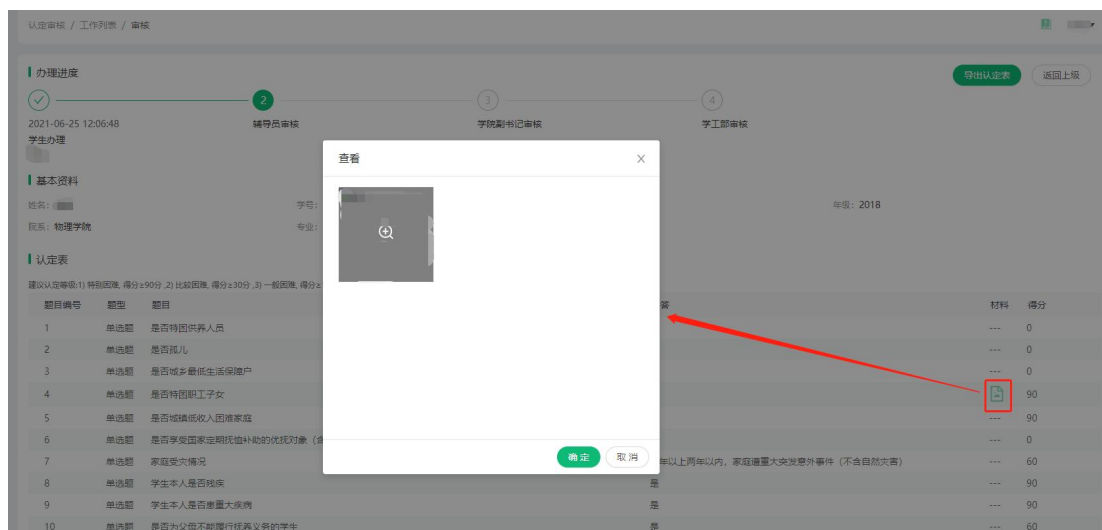 认定审核 / 工作列表 / 审核
办理进度
导出认定表
返回上级
2
3
4
2021-06-25 12:06:48
辅导员审核
学院副书记审核
学工部审核
学生办理
查看
X
基本资料
姓名:
学号:
年级: 2018
院系: 物理学院
专业:
认定表
建议认定等级:1) 特别困难, 得分≥90分 ,2) 比较困难, 得分≥30分 ,3) 一般困难, 得分≥
题目编号 题型 题目 答 材料 得分
1 单选题 是否特困供养人员 --- 0
2 单选题 是否孤儿 --- 0
3 单选题 是否城乡最低生活保障户 --- 0
4 单选题 是否特困职工子女 90
5 单选题 是否城镇低收入困难家庭 --- 90
6 单选题 是否享受国家定期抚恤补助的优抚对象（含 --- 0
确定
取消
7 单选题 家庭受灾情况 年以上两年以内，家庭遭重大突发意外事件（不含自然灾害） --- 60
8 单选题 学生本人是否残疾 是 --- 90
9 单选题 学生本人是否患重大疾病 是 --- 90
10 单选题 是否为父母不能履行抚养义务的学生 是 --- 60